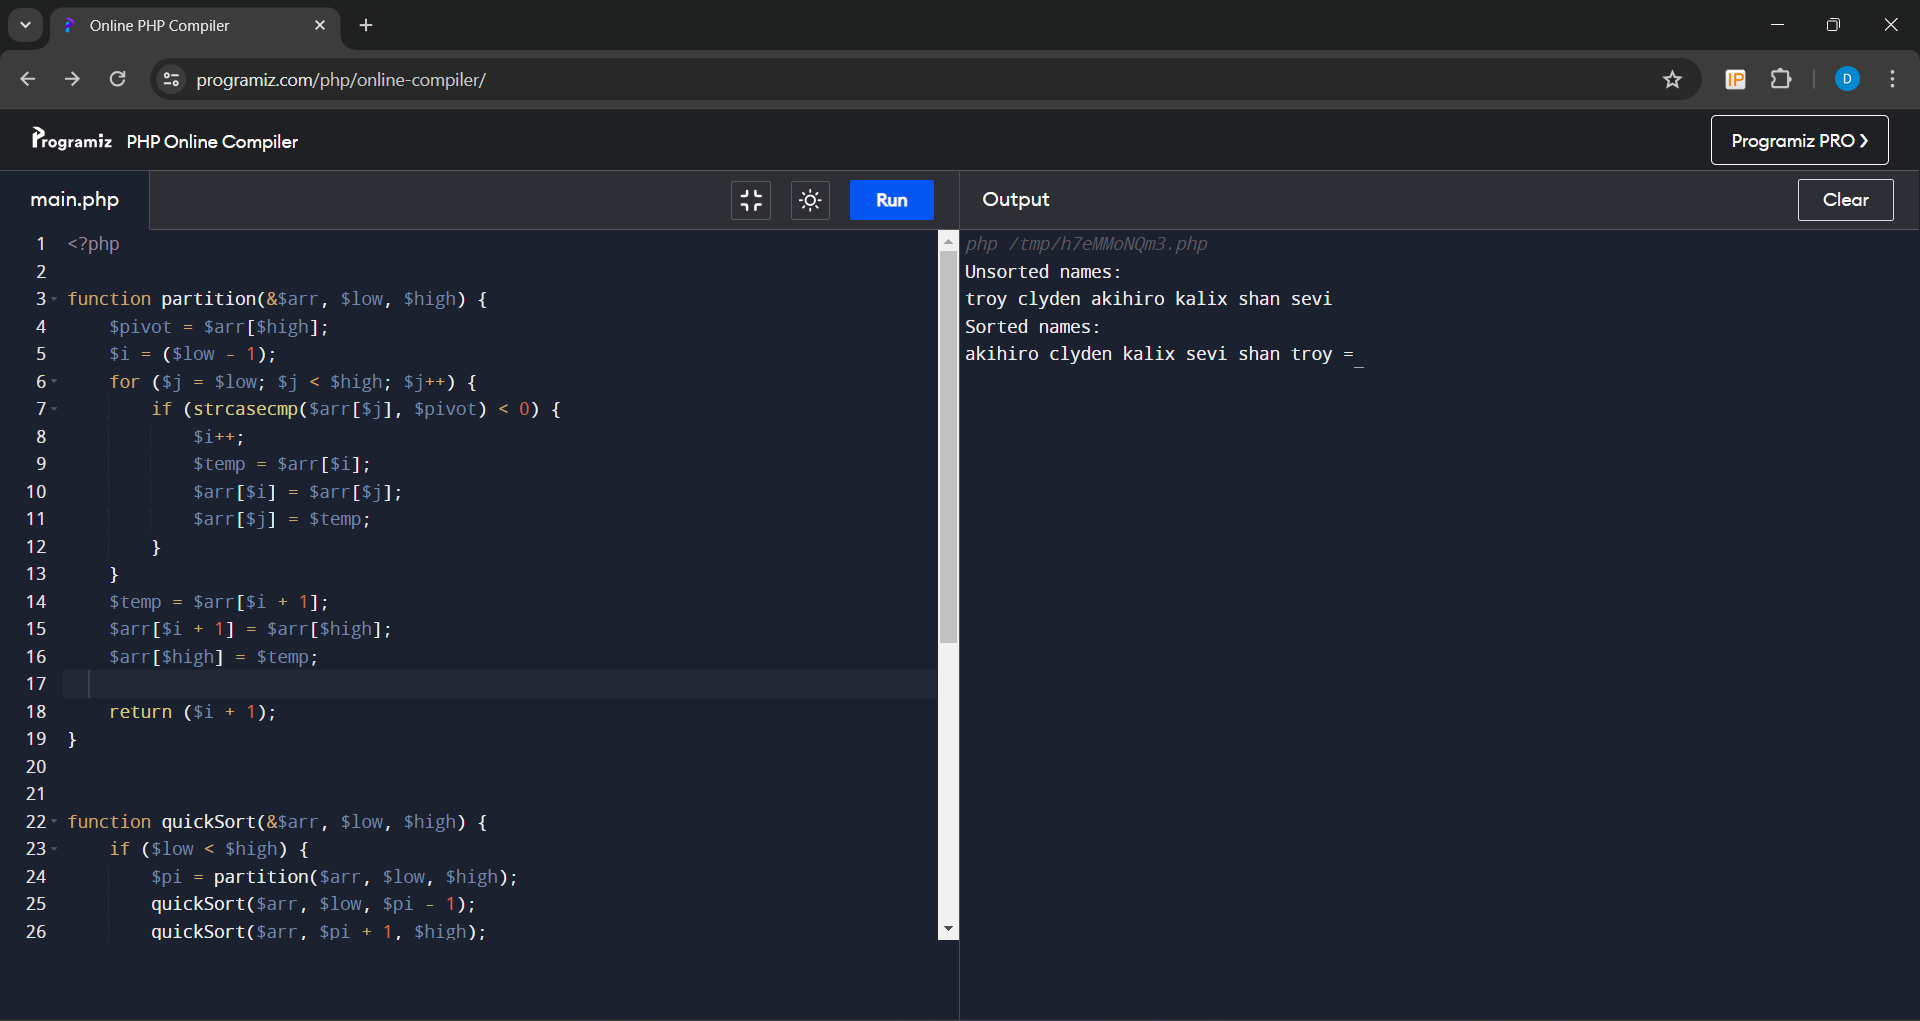 Online PHP Compiler
programiz.com/php/online-compiler/
IP
D
Programiz PHP Online Compiler
Programiz PRO ❯
main.php
Run
Output
Clear
1 <?php
2
3 function partition(&$arr, $low, $high) {
4     $pivot = $arr[$high];
5     $i = ($low - 1);
6     for ($j = $low; $j < $high; $j++) {
7         if (strcasecmp($arr[$j], $pivot) < 0) {
8             $i++;
9             $temp = $arr[$i];
10             $arr[$i] = $arr[$j];
11             $arr[$j] = $temp;
12         }
13     }
14     $temp = $arr[$i + 1];
15     $arr[$i + 1] = $arr[$high];
16     $arr[$high] = $temp;
17
18     return ($i + 1);
19 }
20
21
22 function quickSort(&$arr, $low, $high) {
23     if ($low < $high) {
24         $pi = partition($arr, $low, $high);
25         quickSort($arr, $low, $pi - 1);
26         quickSort($arr, $pi + 1, $high);
php /tmp/h7eMMoNQm3.php
Unsorted names:
troy clyden akihiro kalix shan sevi
Sorted names:
akihiro clyden kalix sevi shan troy =_